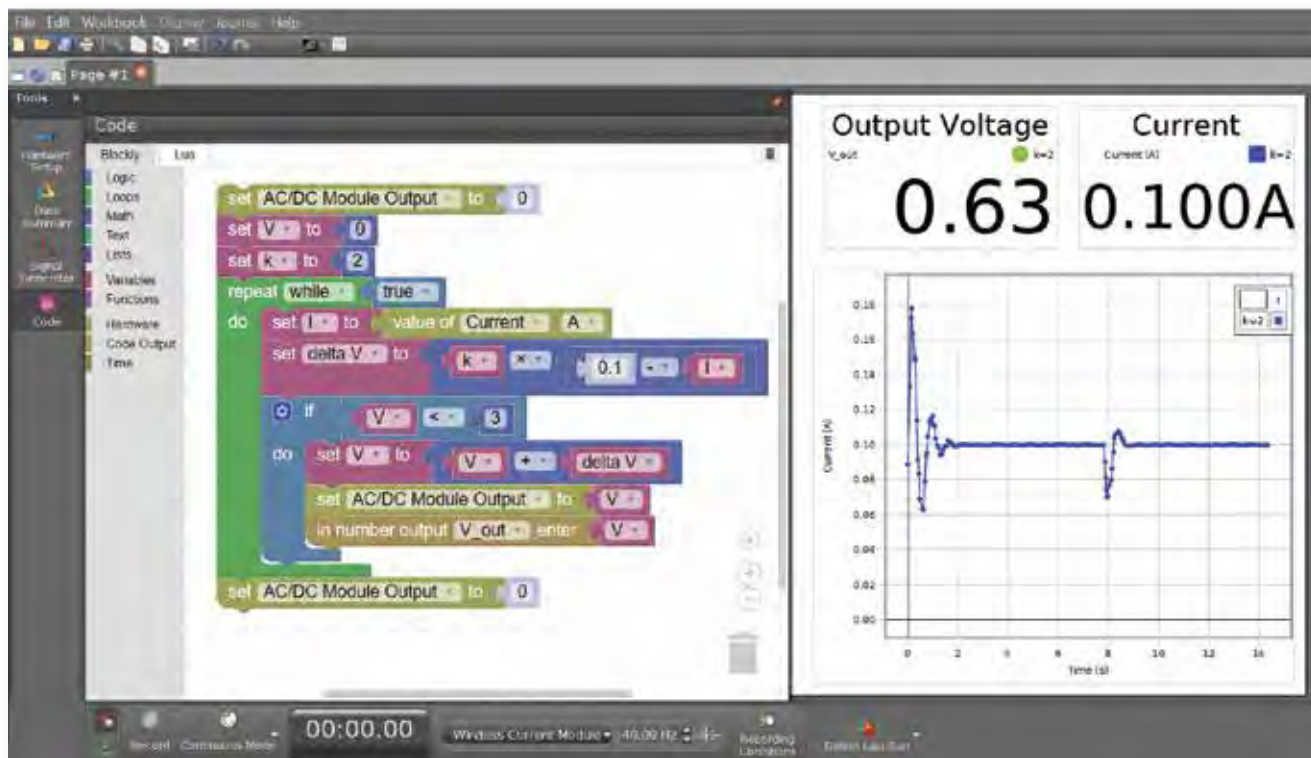 File Edit Workbook Display Journal Help
Page #1
Tools
Code
Hardware Setup
Data Summary
Signal Generator
Code
Blockly Lua
Logic
Loops
Math
Text
Lists
Variables
Functions
Hardware
Code Output
Time
set AC/DC Module Output to 0
set V to 0
set k to 2
repeat while true
do set I to value of Current A
set delta V to k × 0.1 - I
if V < 3
do set V to V + delta V
set AC/DC Module Output to V
in number output V_out enter V
set AC/DC Module Output to 0
Output Voltage
V_out k=2
0.63
Current
Current (A) k=2
0.100A
k=2
0.18
0.16
0.14
0.12
0.10
0.08
0.06
0.04
0.02
0.00
Current (A)
0 2 4 6 8 10 12 14
Time (s)
Record Continuous Mode 00:00.00 Wireless Current Module 40.00 Hz Recording Conditions